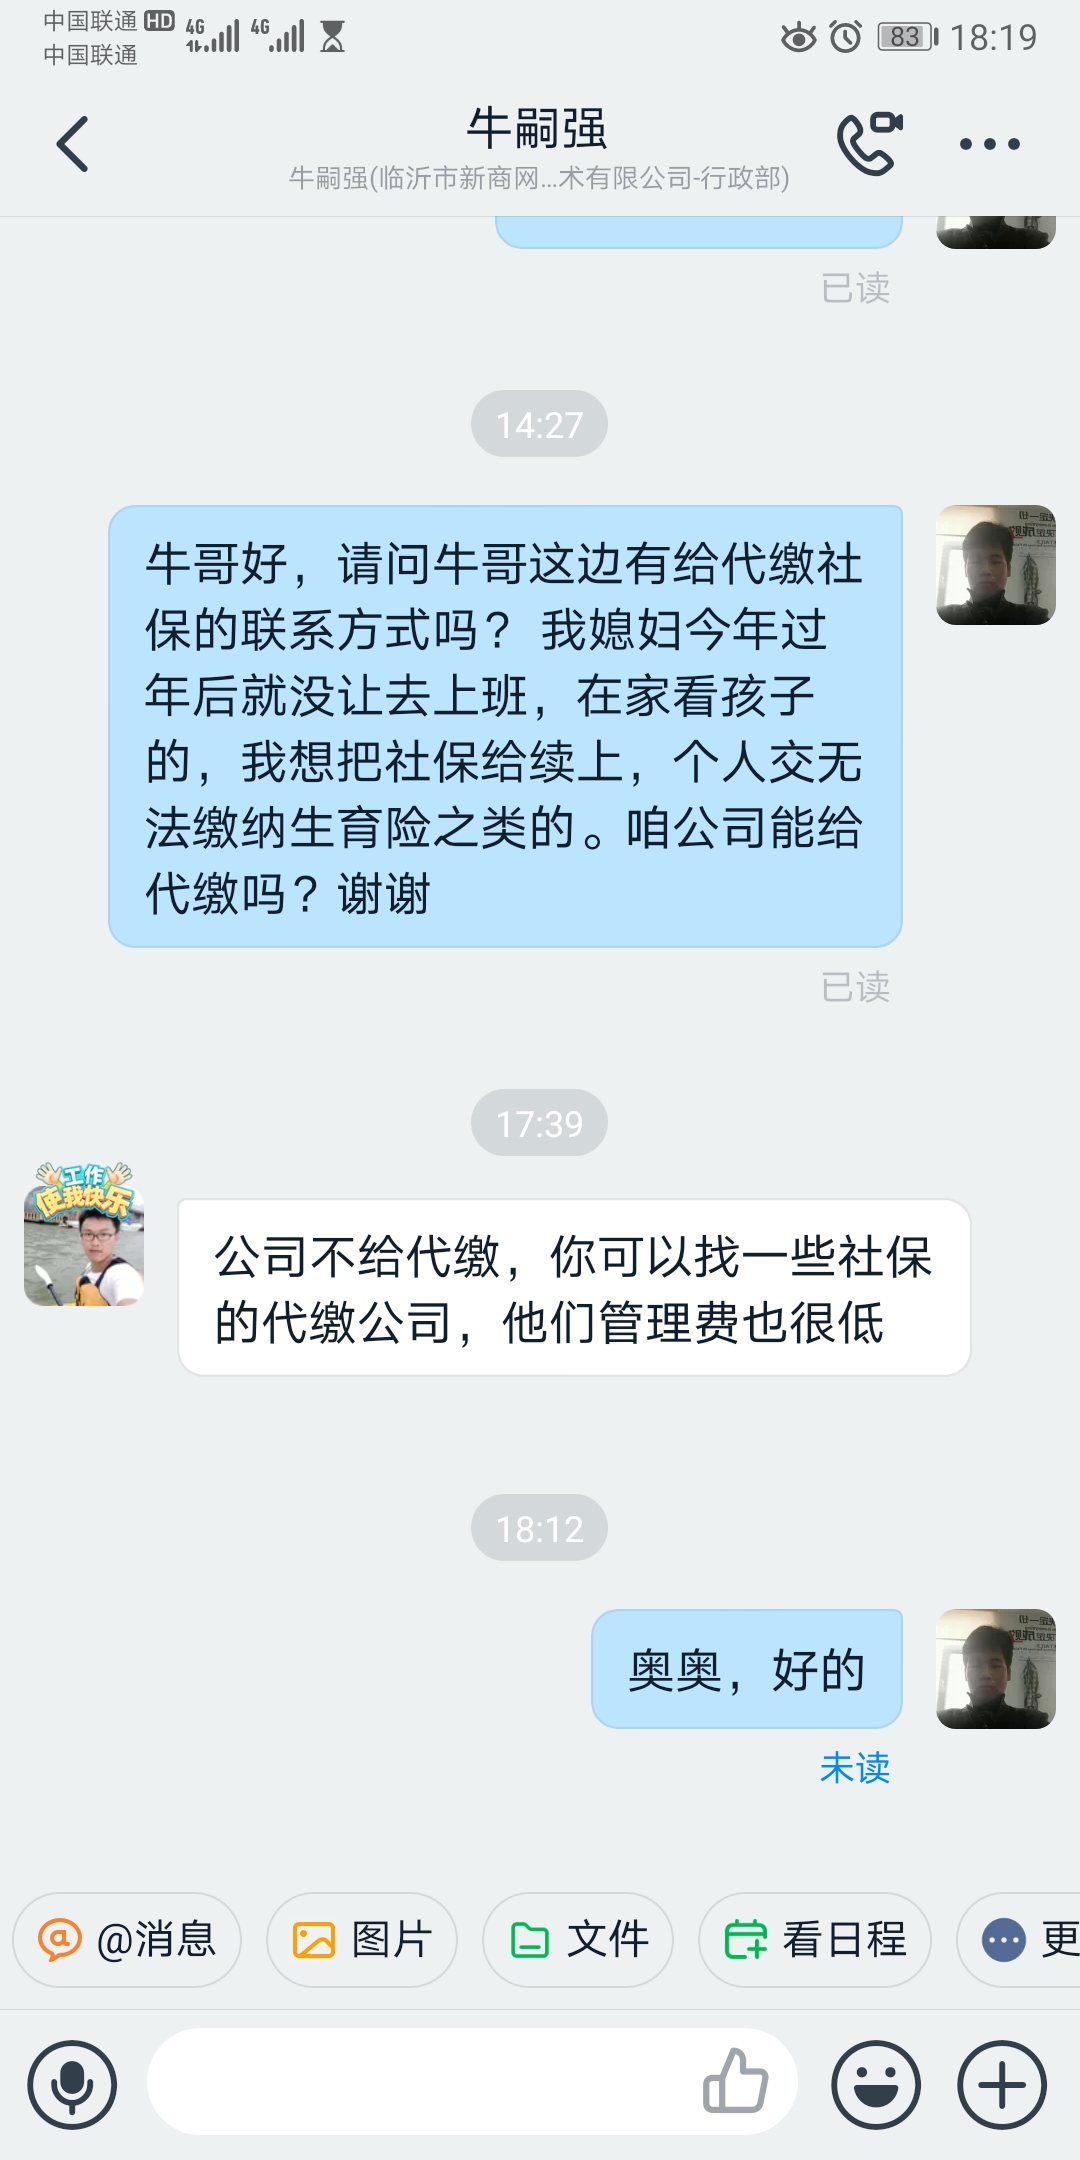 中国联通 HD 4G 4G 83 18:19
中国联通
牛嗣强
牛嗣强(临沂市新商网...术有限公司-行政部)
已读
14:27
牛哥好，请问牛哥这边有给代缴社
保的联系方式吗？ 我媳妇今年过
年后就没让去上班，在家看孩子
的，我想把社保给续上，个人交无
法缴纳生育险之类的。咱公司能给
代缴吗？谢谢
已读
17:39
工作
使我快乐
公司不给代缴，你可以找一些社保
的代缴公司，他们管理费也很低
18:12
奥奥，好的
未读
@消息 图片 文件 看日程 更